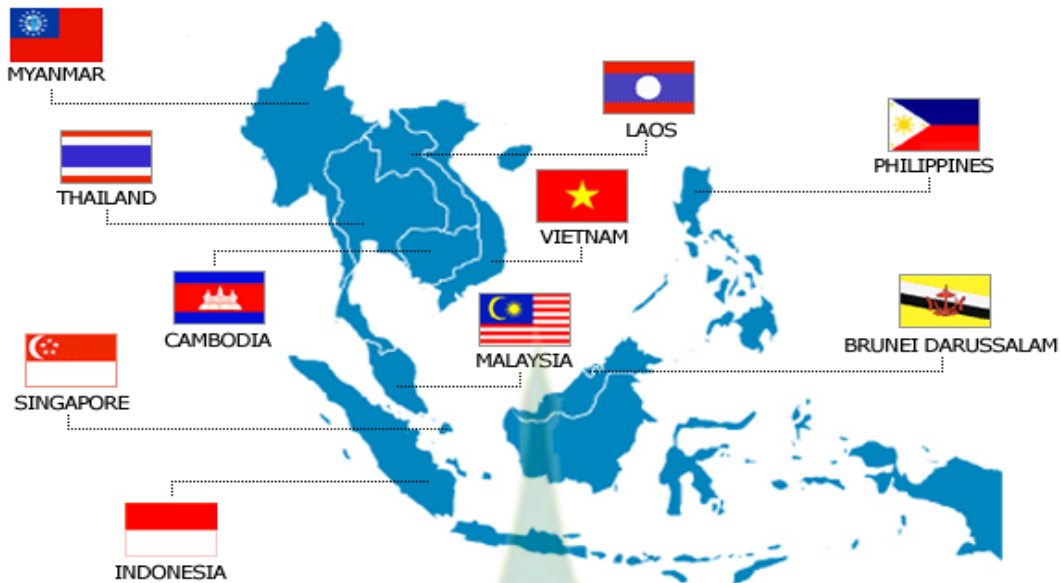 MYANMAR
LAOS
PHILIPPINES
THAILAND
VIETNAM
CAMBODIA
MALAYSIA
BRUNEI DARUSSALAM
SINGAPORE
INDONESIA